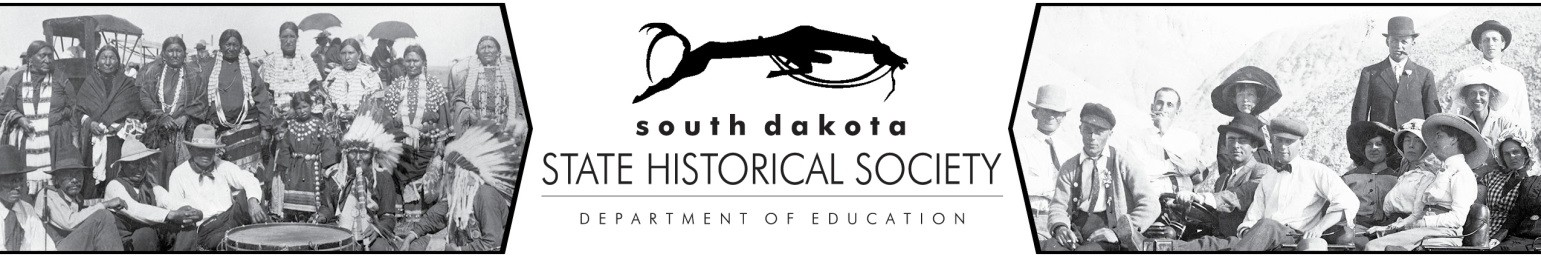 south dakota
STATE HISTORICAL SOCIETY
DEPARTMENT OF EDUCATION